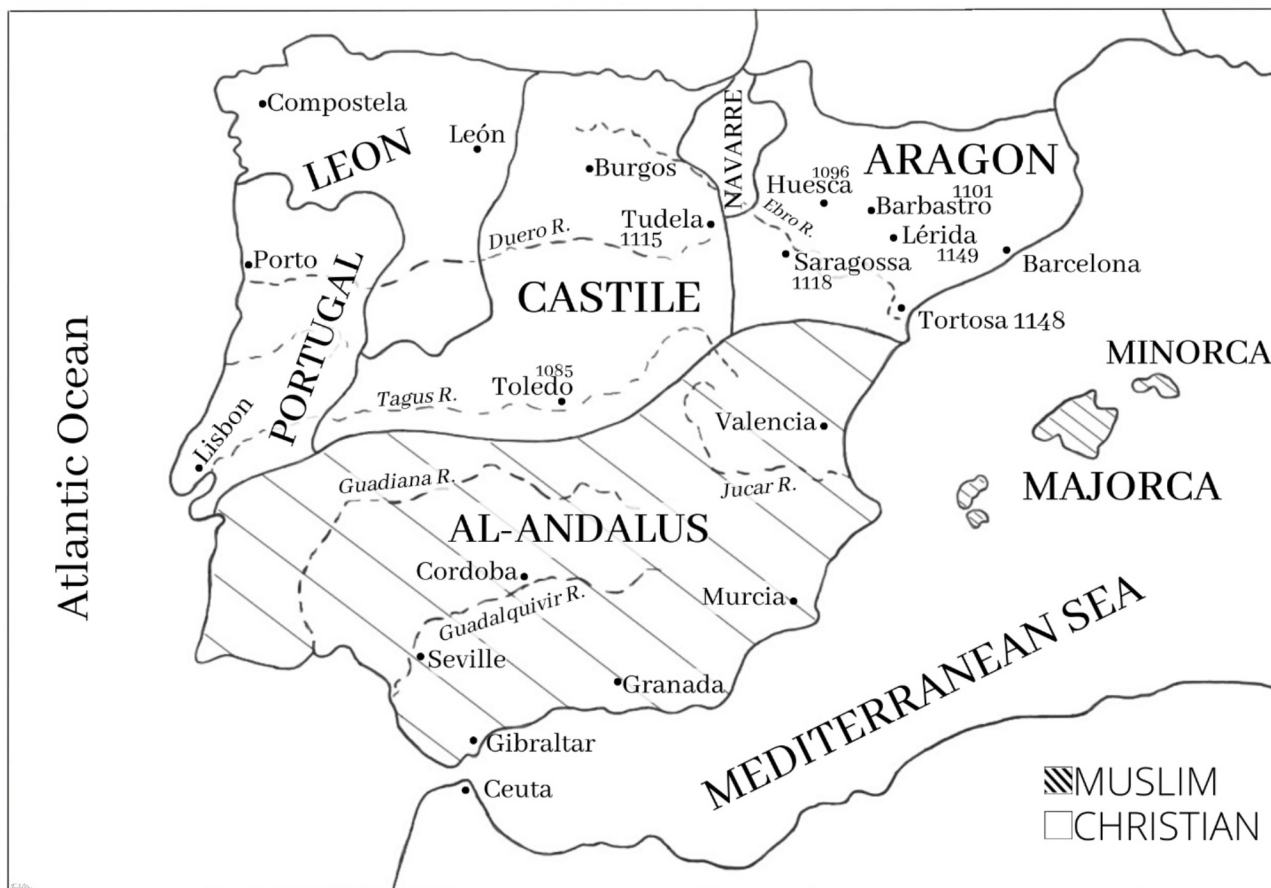 Compostela
León
LEON
Burgos
NAVARRE
ARAGON
1096
Huesca
1101
Barbastro
Ebro R.
Tudela
1115
Duero R.
Lérida
1149
Porto
Saragossa
1118
Barcelona
PORTUGAL
CASTILE
Tortosa 1148
Atlantic Ocean
MINORCA
1085
Toledo
Tagus R.
Valencia
Lisbon
Guadiana R.
Jucar R.
MAJORCA
AL-ANDALUS
Cordoba
Murcia
Guadalquivir R.
Seville
Granada
MEDITERRANEAN SEA
Gibraltar
Ceuta
MUSLIM
CHRISTIAN